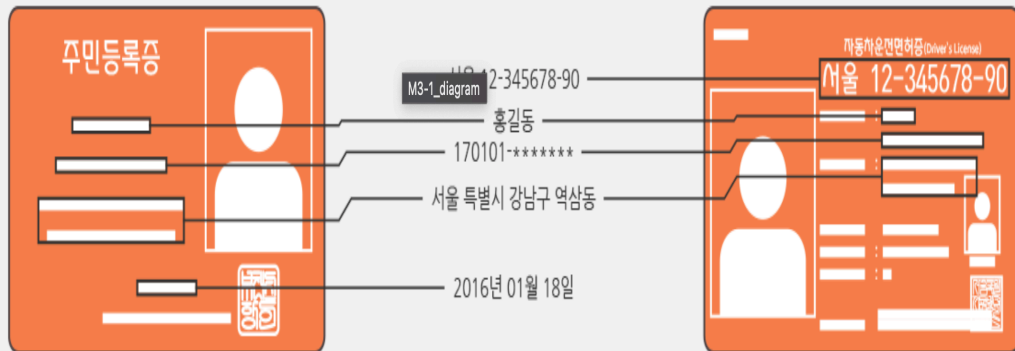 주민등록증
자동차운전면허증(Driver's License)
서울 12-345678-90
2-345678-90
M3-1_diagram
홍길동
170101-*******
서울 특별시 강남구 역삼동
2016년 01월 18일